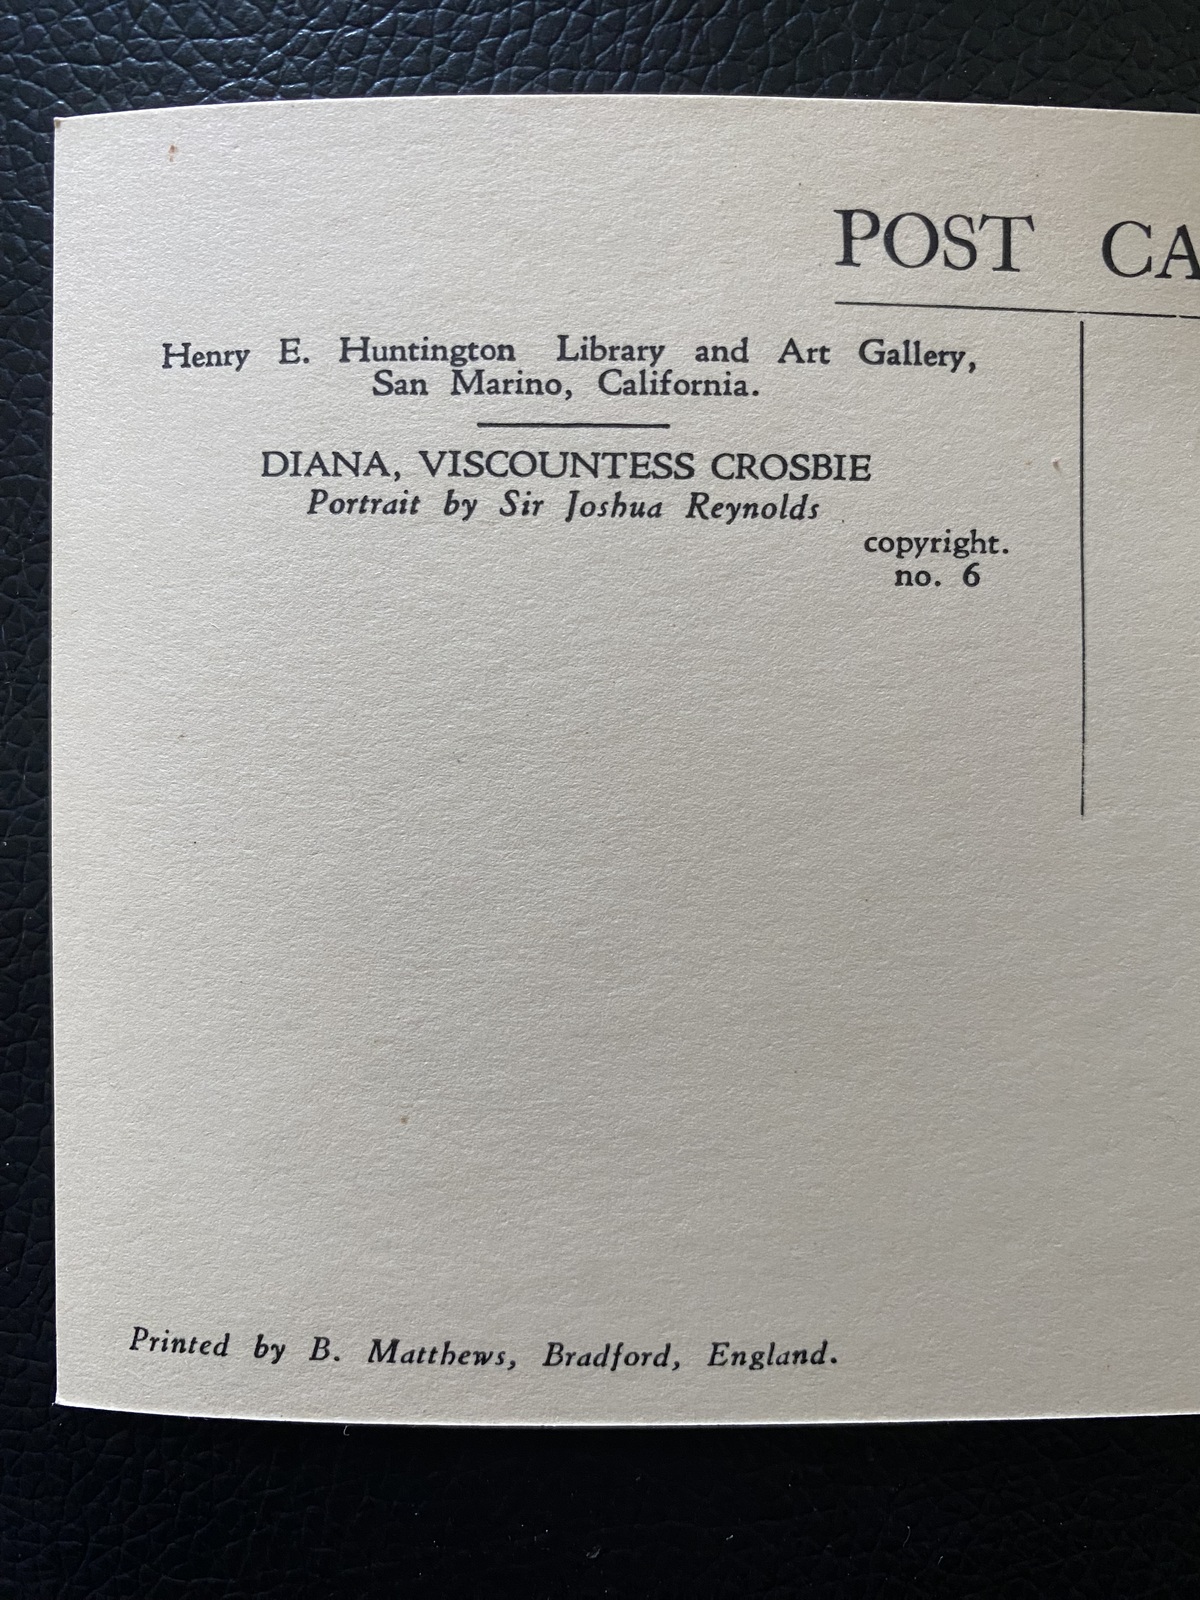 POST CA
Henry E. Huntington Library and Art Gallery,
San Marino, California.
DIANA, VISCOUNTESS CROSBIE
Portrait by Sir Joshua Reynolds
copyright.
no. 6
Printed by B. Matthews, Bradford, England.